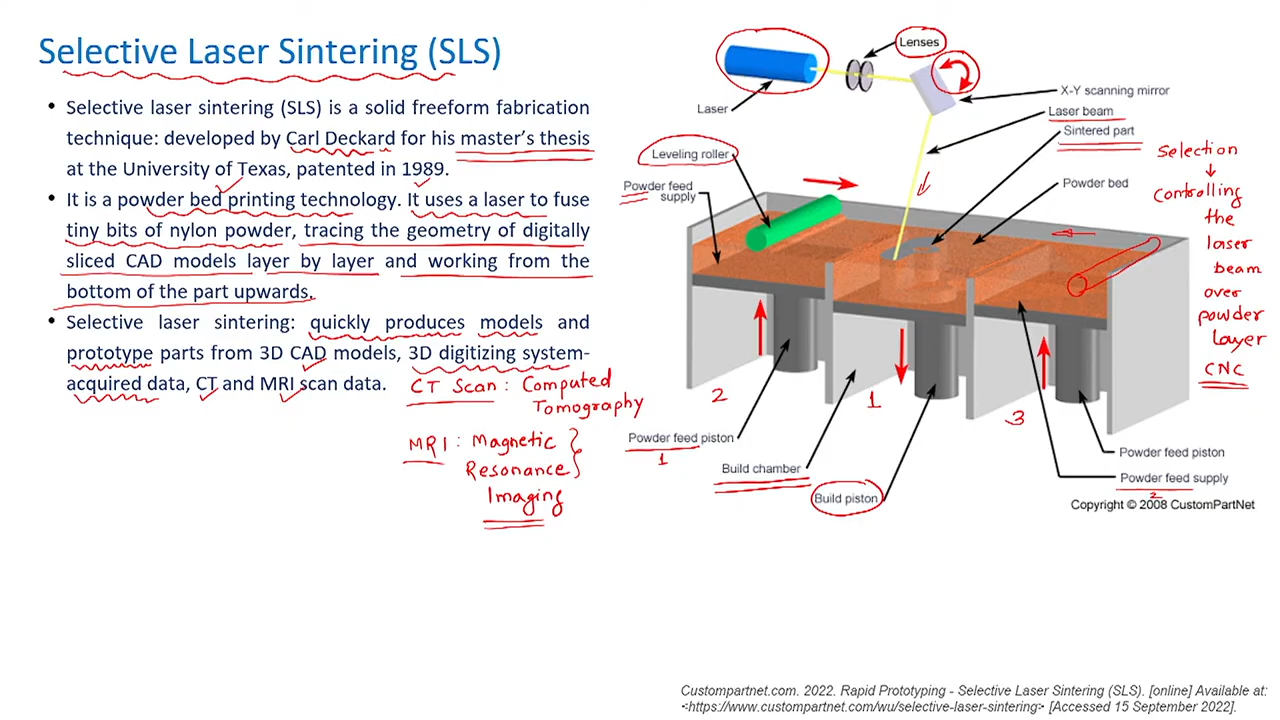 Selective Laser Sintering (SLS)
• Selective laser sintering (SLS) is a solid freeform fabrication
technique: developed by Carl Deckard for his master's thesis
at the University of Texas, patented in 1989.
• It is a powder bed printing technology. It uses a laser to fuse
tiny bits of nylon powder, tracing the geometry of digitally
sliced CAD models layer by layer and working from the
bottom of the part upwards.
• Selective laser sintering: quickly produces models and
prototype parts from 3D CAD models, 3D digitizing system-
acquired data, CT and MRI scan data.
CT Scan : Computed
Tomography
MRI : Magnetic
Resonance
Imaging
Lenses
Laser
X-Y scanning mirror
Laser beam
Sintered part
Powder bed
Leveling roller
Powder feed
supply
Selection
↓
Controlling
the
laser
beam
over
powder
layer
CNC
2
1
3
Powder feed piston
1
Build chamber
Build piston
Powder feed piston
Powder feed supply
2
Copyright © 2008 CustomPartNet
Custompartnet.com. 2022. Rapid Prototyping - Selective Laser Sintering (SLS). [online] Available at:
<https://www.custompartnet.com/wu/selective-laser-sintering> [Accessed 15 September 2022].